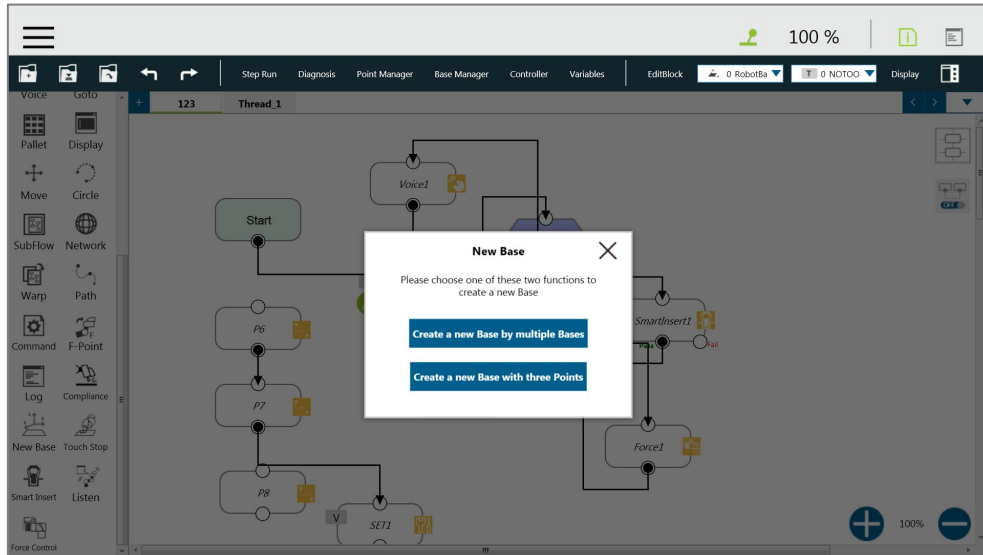 100 %
Step Run Diagnosis Point Manager Base Manager Controller Variables EditBlock 0 RobotBa T 0 NOTOO Display
Voice Goto
123 Thread_1
Pallet Display
Move Circle
SubFlow Network
Warp Path
Command F-Point
Log Compliance
New Base Touch Stop
Smart Insert Listen
Force Control
Voice1
Start
New Base
Please choose one of these two functions to
create a new Base
Create a new Base by multiple Bases
Create a new Base with three Points
OFF
SmartInsert1
Pass Fail
P6
P7
P8
V
SET1
Force1
100%